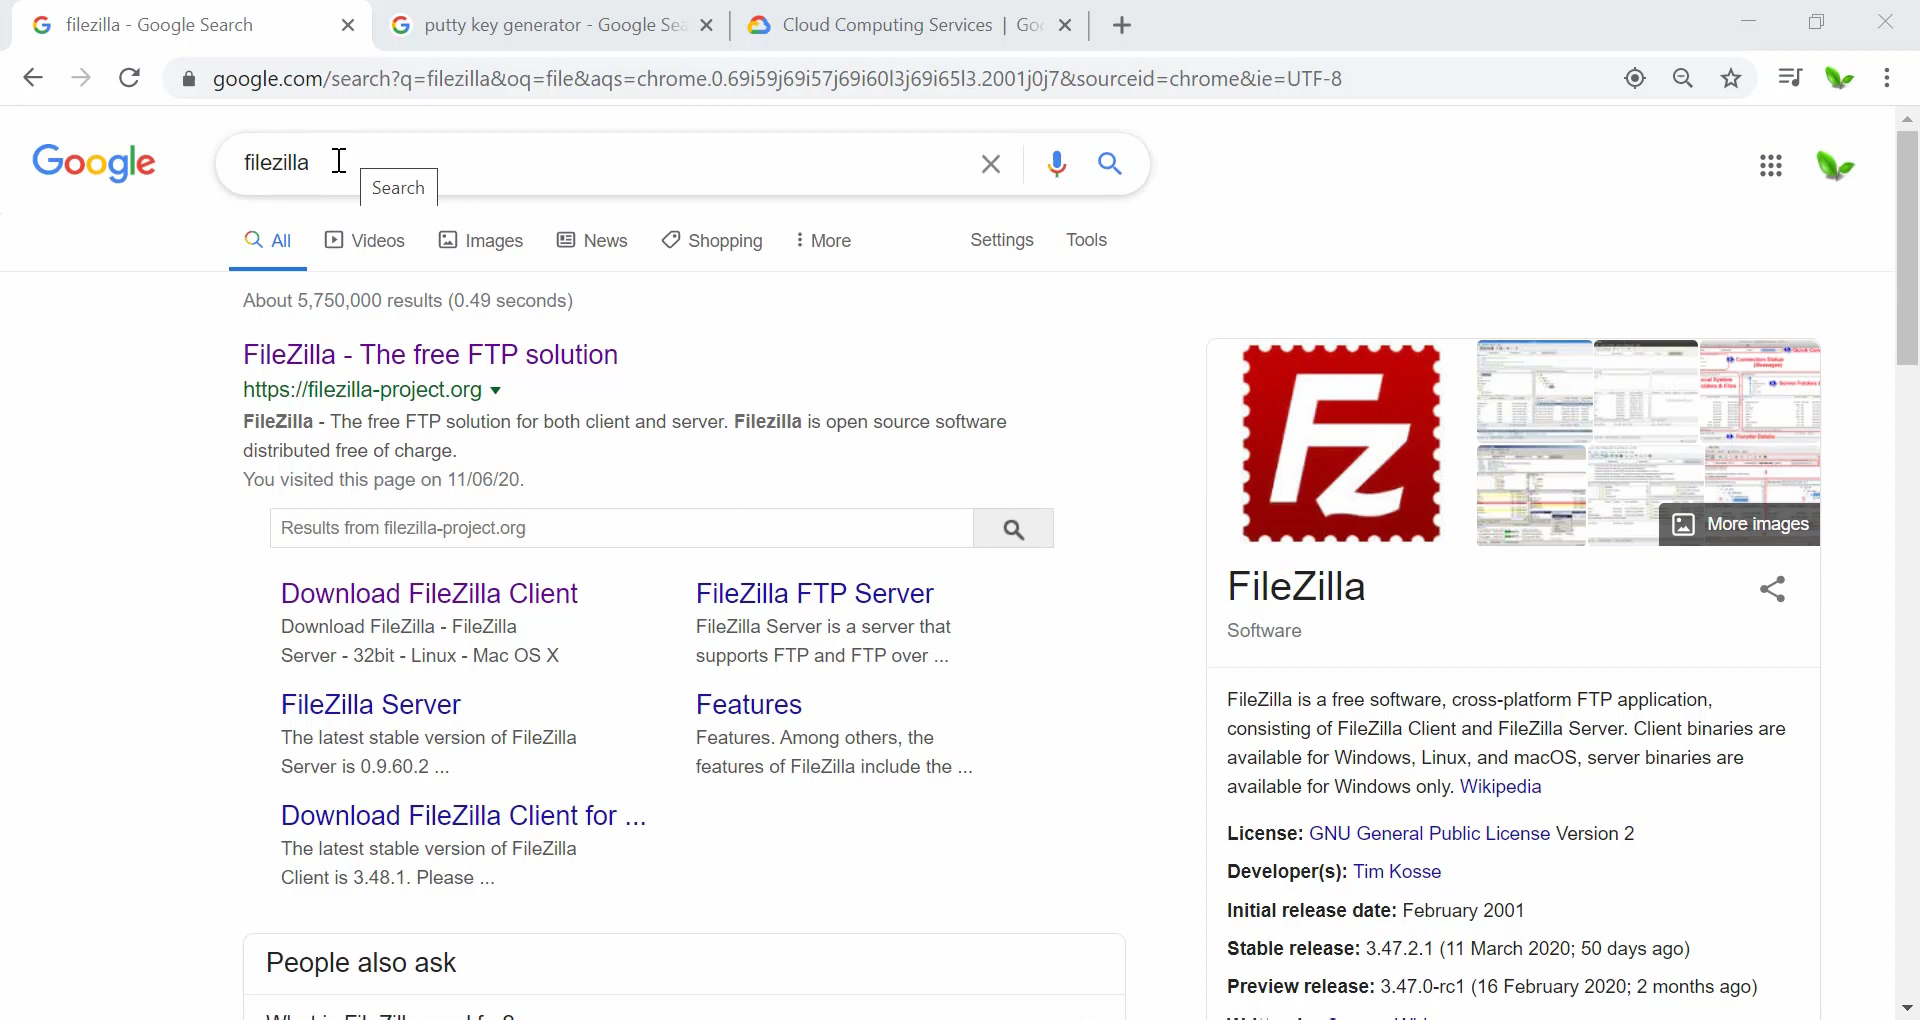 filezilla - Google Search
putty key generator - Google Sea
Cloud Computing Services | Goo
google.com/search?q=filezilla&oq=file&aqs=chrome.0.69i59j69i57j69i60l3j69i65l3.2001j0j7&sourceid=chrome&ie=UTF-8
Google
filezilla
Search
All Videos Images News Shopping More Settings Tools
About 5,750,000 results (0.49 seconds)
FileZilla - The free FTP solution
https://filezilla-project.org
FileZilla - The free FTP solution for both client and server. Filezilla is open source software
distributed free of charge.
You visited this page on 11/06/20.
Results from filezilla-project.org
Download FileZilla Client
Download FileZilla - FileZilla
Server - 32bit - Linux - Mac OS X
FileZilla FTP Server
FileZilla Server is a server that
supports FTP and FTP over ...
FileZilla Server
The latest stable version of FileZilla
Server is 0.9.60.2 ...
Features
Features. Among others, the
features of FileZilla include the ...
Download FileZilla Client for ...
The latest stable version of FileZilla
Client is 3.48.1. Please ...
People also ask
Fz
More images
FileZilla
Software
FileZilla is a free software, cross-platform FTP application,
consisting of FileZilla Client and FileZilla Server. Client binaries are
available for Windows, Linux, and macOS, server binaries are
available for Windows only. Wikipedia
License: GNU General Public License Version 2
Developer(s): Tim Kosse
Initial release date: February 2001
Stable release: 3.47.2.1 (11 March 2020; 50 days ago)
Preview release: 3.47.0-rc1 (16 February 2020; 2 months ago)